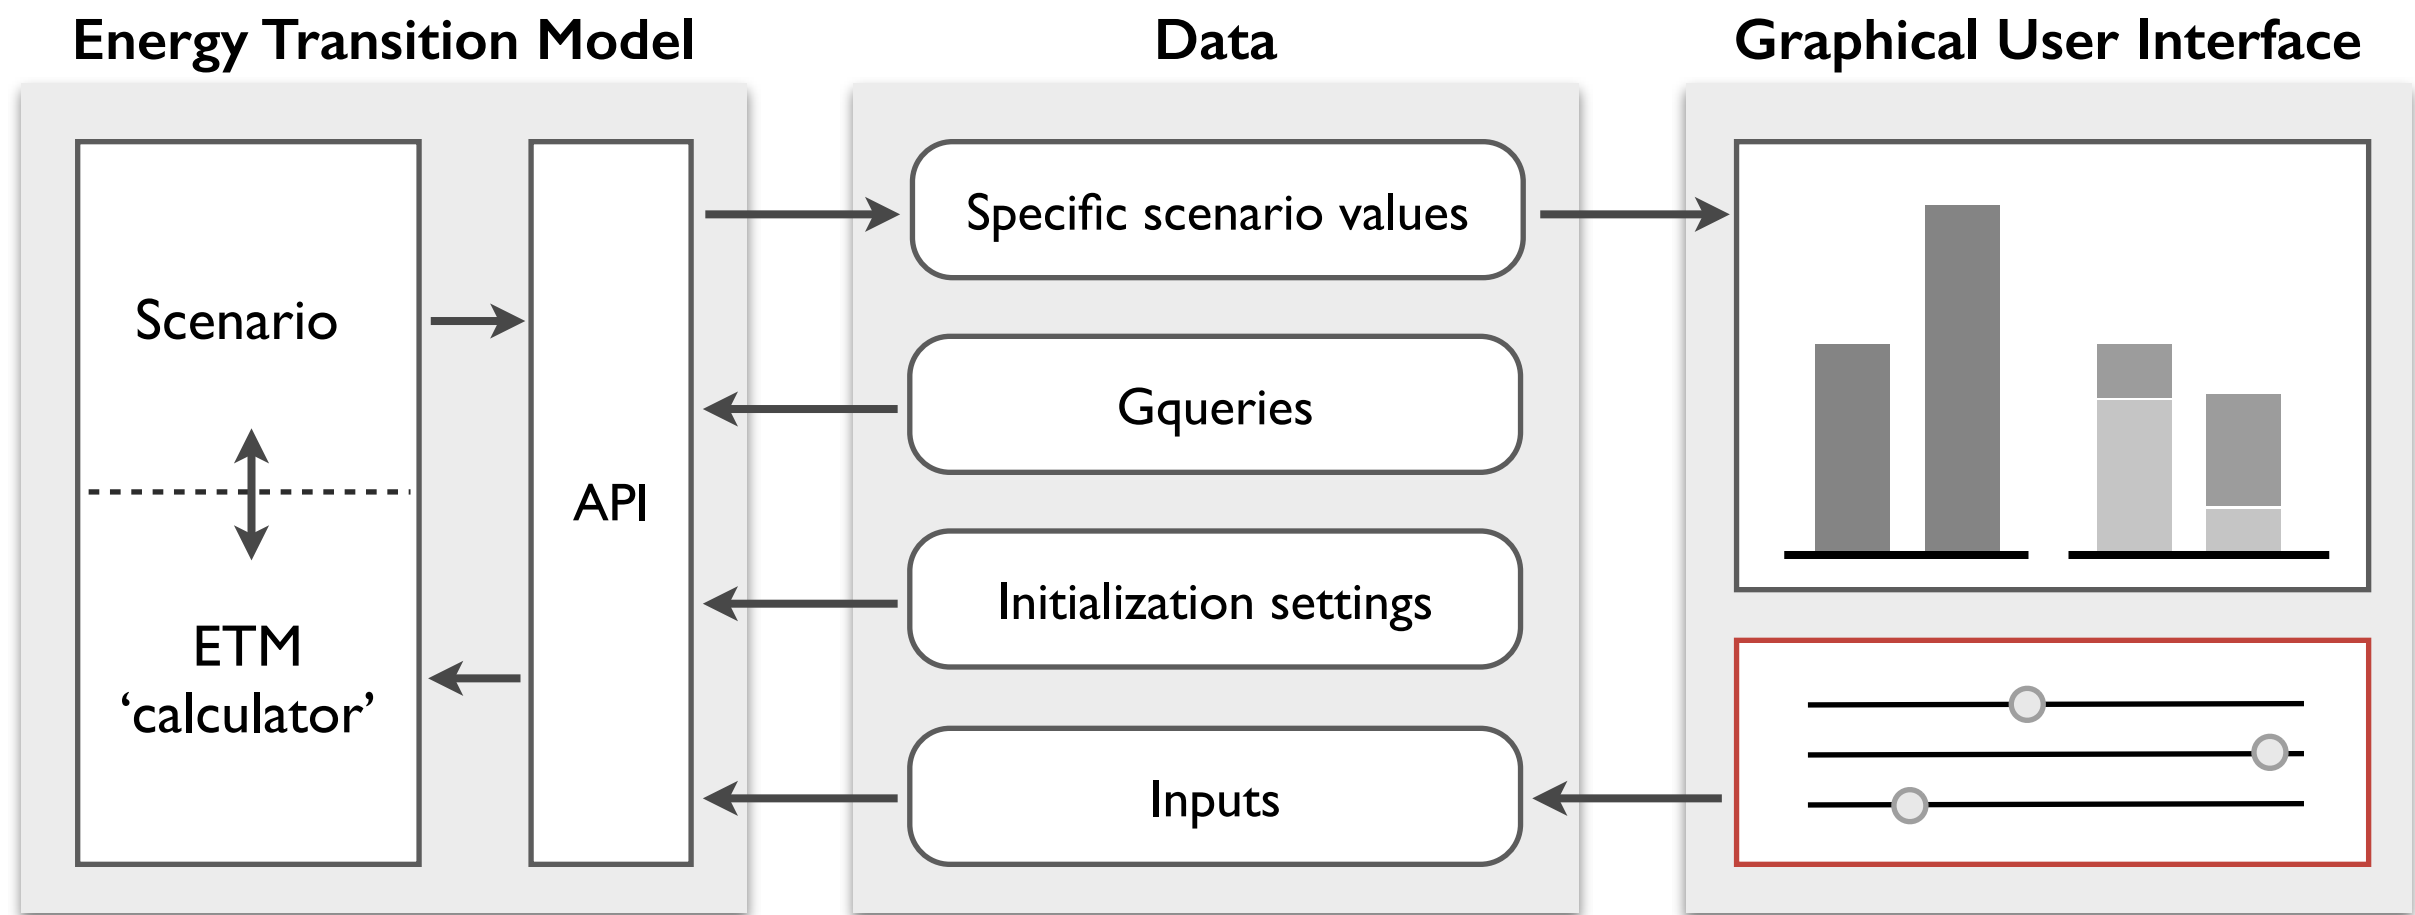 Energy Transition Model
Data
Graphical User Interface
Scenario
ETM
‘calculator’
API
Specific scenario values
Gqueries
Initialization settings
Inputs